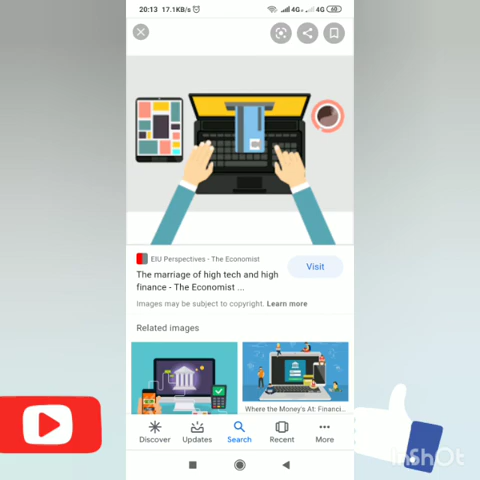 20:13 17.1KB/s 4G+ 4G 60
EIU Perspectives - The Economist
The marriage of high tech and high
finance - The Economist ...
Visit
Images may be subject to copyright. Learn more
Related images
Where the Money's At: Financi...
Discover Updates Search Recent More
InShOt